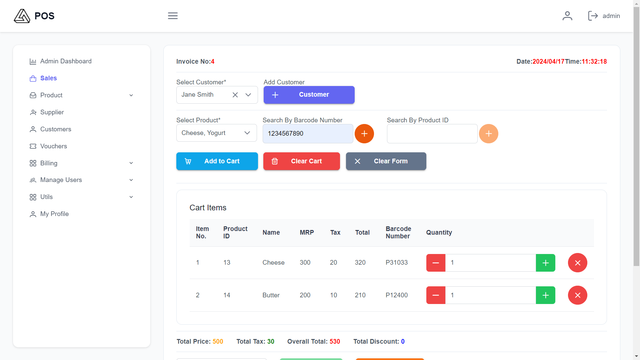 POS
admin
Admin Dashboard
Sales
Product
Supplier
Customers
Vouchers
Billing
Manage Users
Utils
My Profile
Invoice No:4
Date:2024/04/17Time:11:32:18
Select Customer*
Add Customer
Jane Smith
Customer
Select Product*
Search By Barcode Number
Search By Product ID
Cheese, Yogurt
1234567890
Add to Cart
Clear Cart
Clear Form
Cart Items
Item No. Product ID Name MRP Tax Total Barcode Number Quantity
1 13 Cheese 300 20 320 P31033 1
2 14 Butter 200 10 210 P12400 1
Total Price: 500 Total Tax: 30 Overall Total: 530 Total Discount: 0